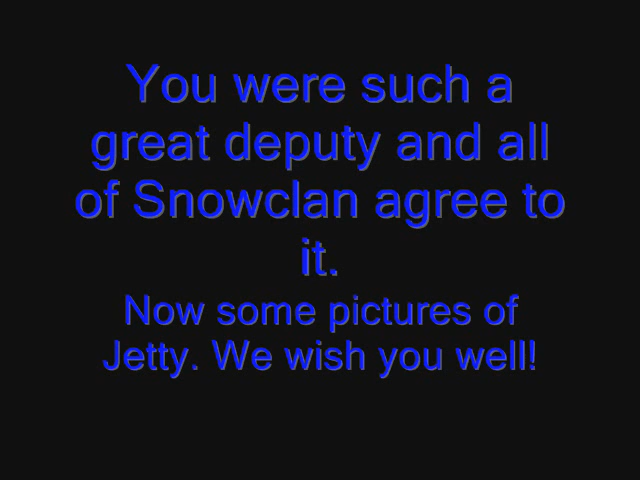 You were such a
great deputy and all
of Snowclan agree to
it.
Now some pictures of
Jetty. We wish you well!